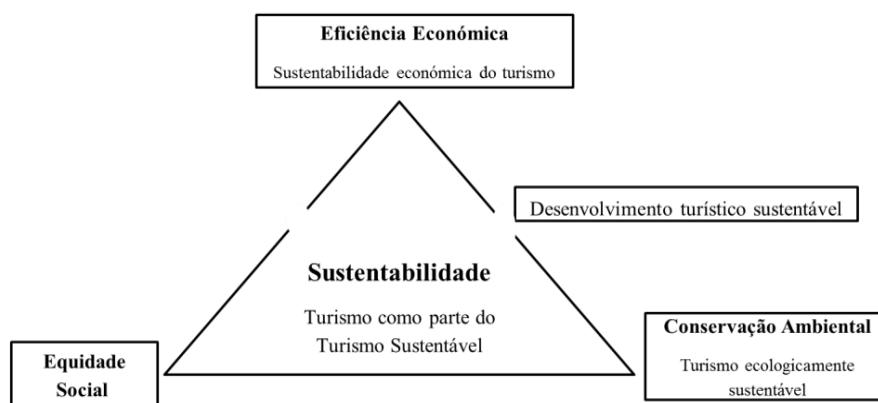 Eficiência Económica
Sustentabilidade económica do turismo
Desenvolvimento turístico sustentável
Sustentabilidade
Turismo como parte do
Turismo Sustentável
Equidade
Social
Conservação Ambiental
Turismo ecologicamente
sustentável